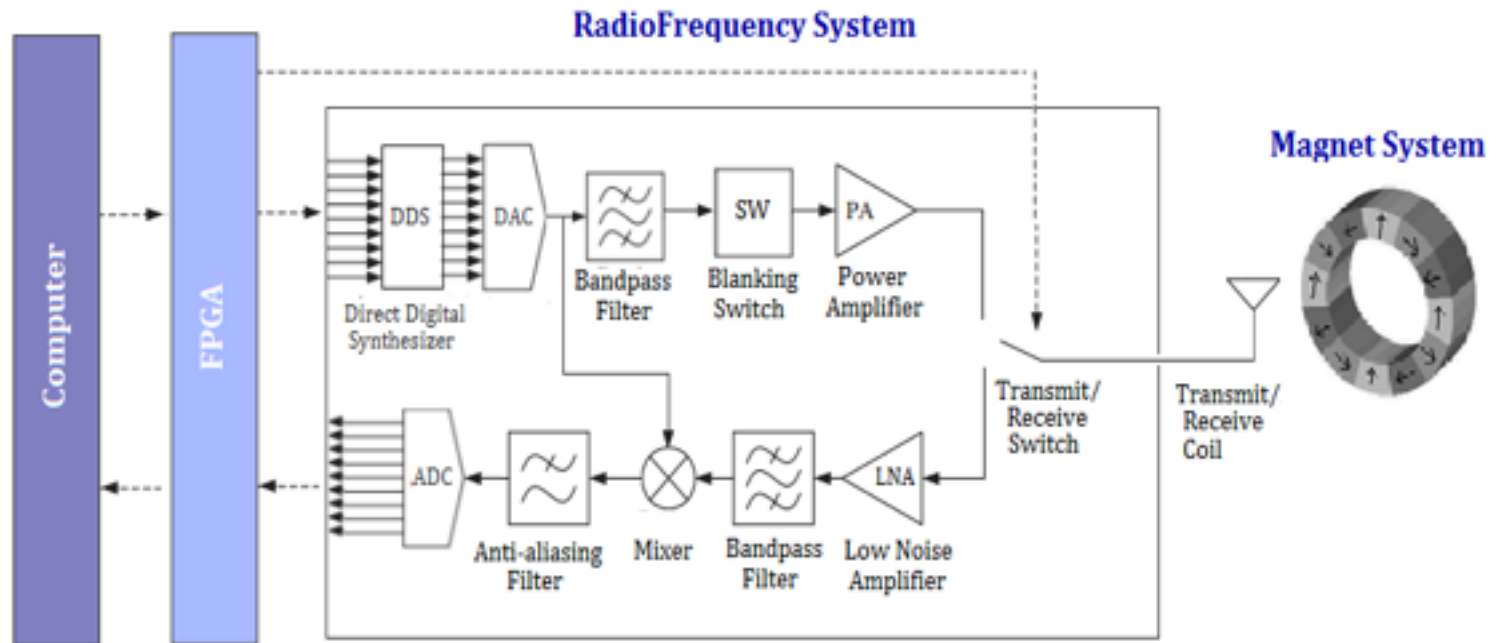 RadioFrequency System
Magnet System
Computer
FPGA
DDS
DAC
SW
PA
Direct Digital
Synthesizer
Bandpass
Filter
Blanking
Switch
Power
Amplifier
Transmit/
Receive
Switch
Transmit/
Receive
Coil
ADC
LNA
Anti-aliasing
Filter
Mixer
Bandpass
Filter
Low Noise
Amplifier